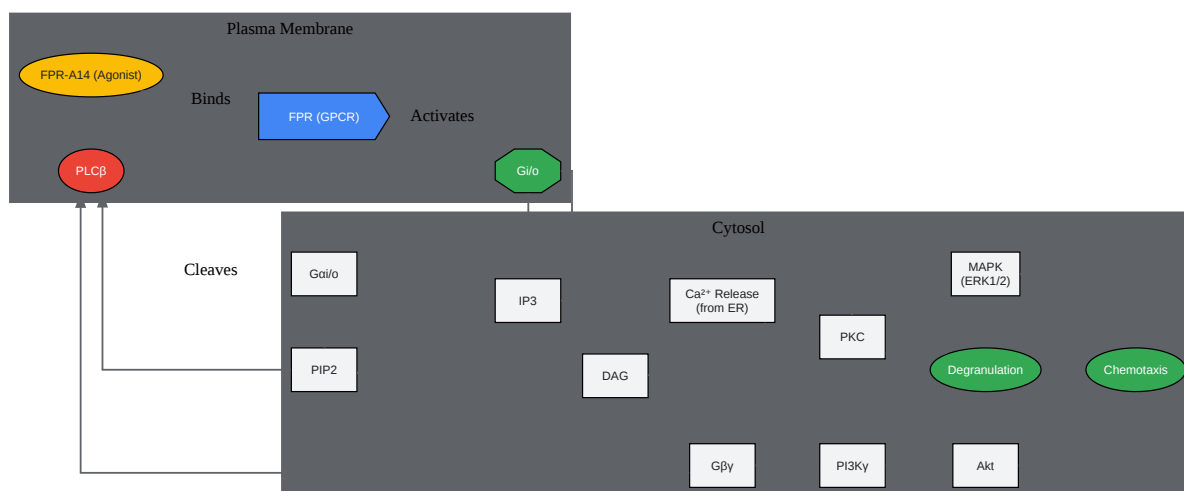 Plasma Membrane
FPR-A14 (Agonist)
Binds
FPR (GPCR)
Activates
PLCβ
Gi/o
Cytosol
Cleaves
Gαi/o
IP3
Ca²⁺ Release
(from ER)
MAPK
(ERK1/2)
PKC
PIP2
DAG
Degranulation
Chemotaxis
Gβγ
PI3Kγ
Akt